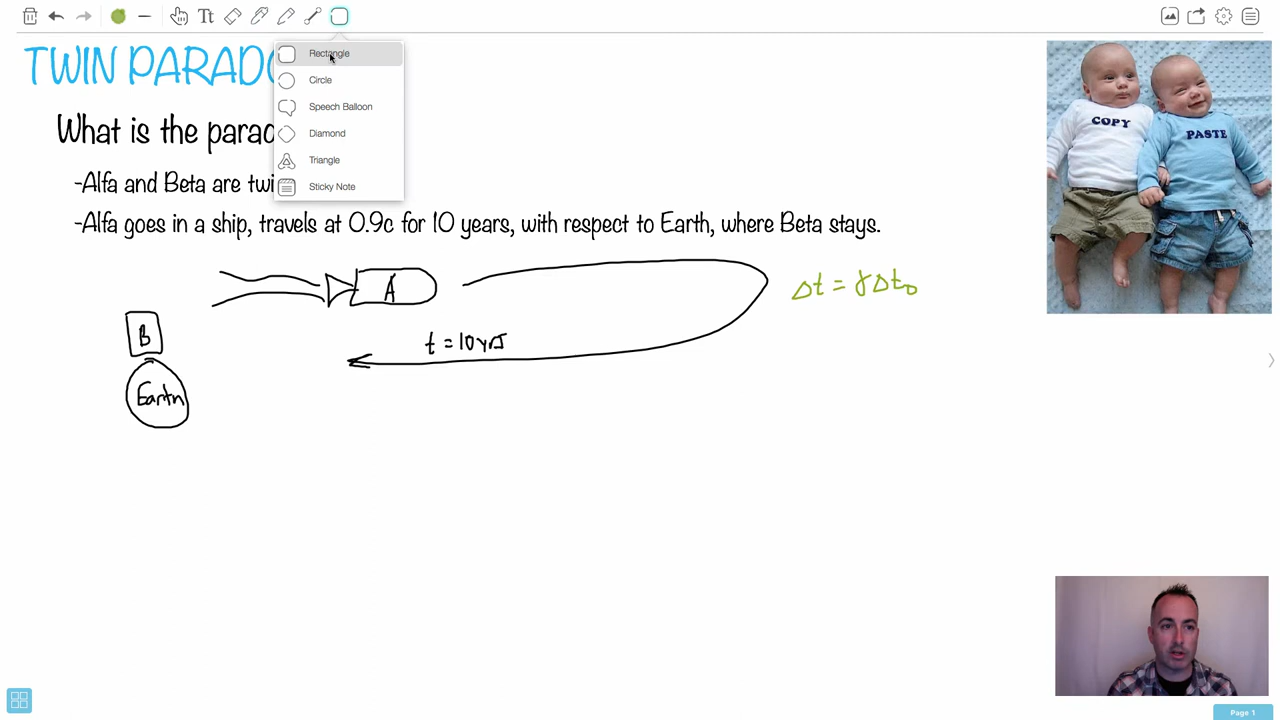 Tt
Rectangle
Circle
Speech Balloon
Diamond
Triangle
Sticky Note
TWIN PARADO
What is the parad
-Alfa and Beta are twi
-Alfa goes in a ship, travels at 0.9c for 10 years, with respect to Earth, where Beta stays.
A
Δt = γΔt₀
B
t = 10 yrs
Earth
COPY
PASTE
Page 1